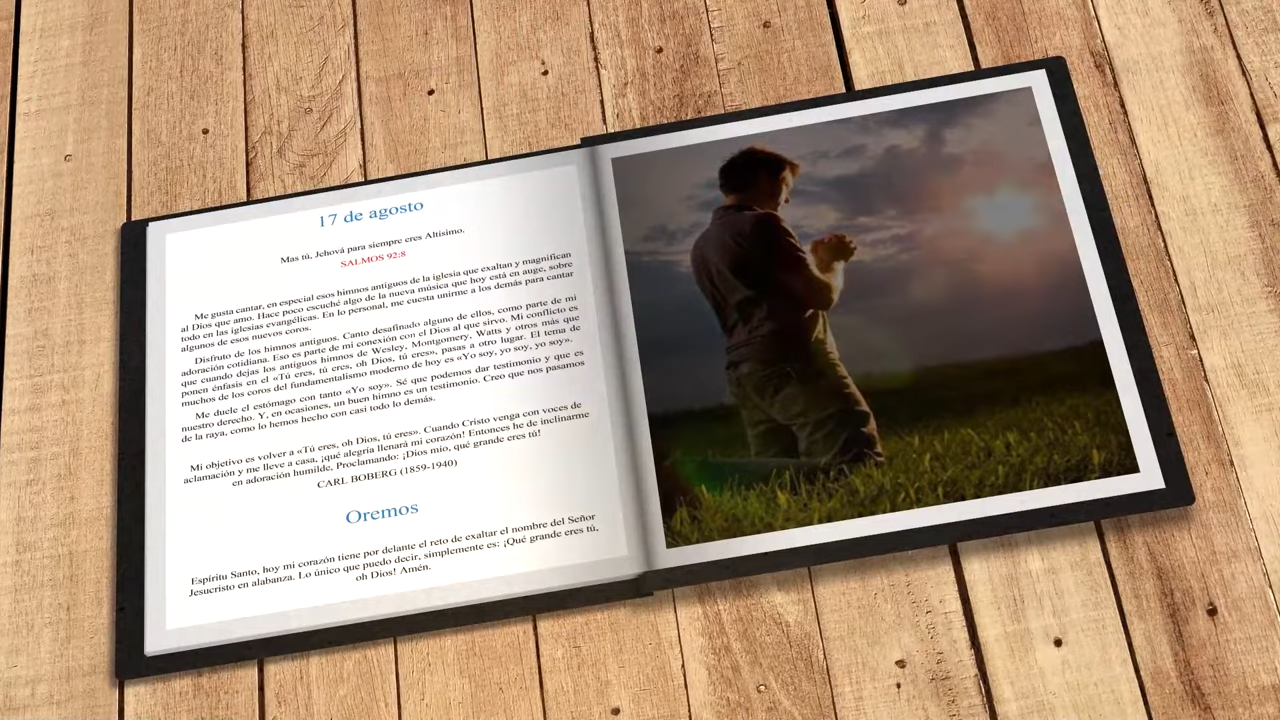 17 de agosto
Mas tú, Jehová para siempre eres Altísimo.
SALMOS 92:8
Me gusta cantar, en especial esos himnos antiguos de la iglesia que exaltan y magnifican
al Dios que amo. Hace poco escuché algo de la nueva música que hoy está en auge, sobre
todo en las iglesias evangélicas. En lo personal, me cuesta unirme a los demás para cantar
algunos de esos nuevos coros.
Disfruto de los himnos antiguos. Canto desafinado alguno de ellos, como parte de mi
adoración cotidiana. Eso es parte de mi conexión con el Dios al que sirvo. Mi conflicto es
que cuando dejas los antiguos himnos de Wesley, Montgomery, Watts y otros más que
ponen énfasis en el «Tú eres, tú eres, oh Dios, tú eres», pasas a otro lugar. El tema de
muchos de los coros del fundamentalismo moderno de hoy es «Yo soy, yo soy, yo soy».
Me duele el estómago con tanto «Yo soy». Sé que podemos dar testimonio y que es
nuestro derecho. Y, en ocasiones, un buen himno es un testimonio. Creo que nos pasamos
de la raya, como lo hemos hecho con casi todo lo demás.
Mi objetivo es volver a «Tú eres, oh Dios, tú eres». Cuando Cristo venga con voces de
aclamación y me lleve a casa, ¡qué alegría llenará mi corazón! Entonces he de inclinarme
en adoración humilde, Proclamando: ¡Dios mío, qué grande eres tú!
CARL BOBERG (1859-1940)
Oremos
Espíritu Santo, hoy mi corazón tiene por delante el reto de exaltar el nombre del Señor
Jesucristo en alabanza. Lo único que puedo decir, simplemente es: ¡Qué grande eres tú,
oh Dios! Amén.